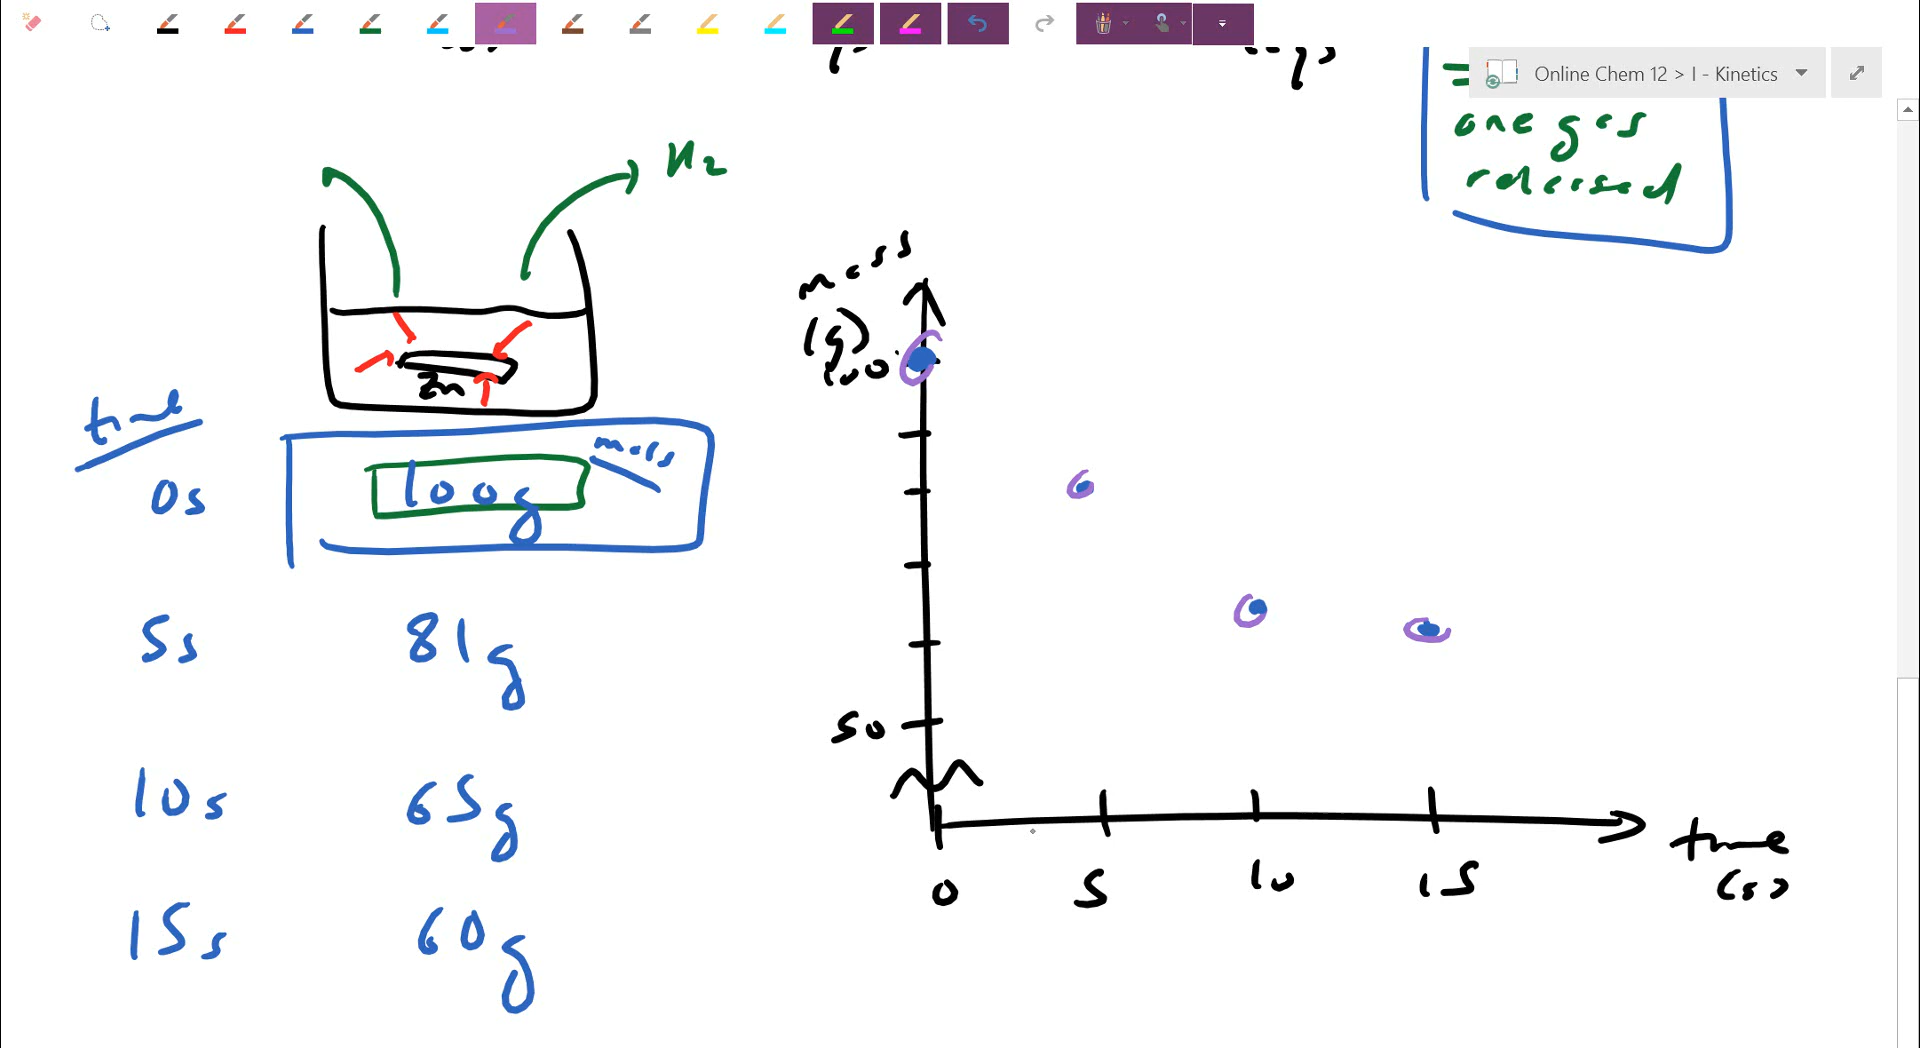 Online Chem 12 > I - Kinetics
=
one gas
released
H2
Zn
time
mass
0s
100g
5s
81g
10s
65g
15s
60g
mass
(g)
100
50
0
5
10
15
time
(s)